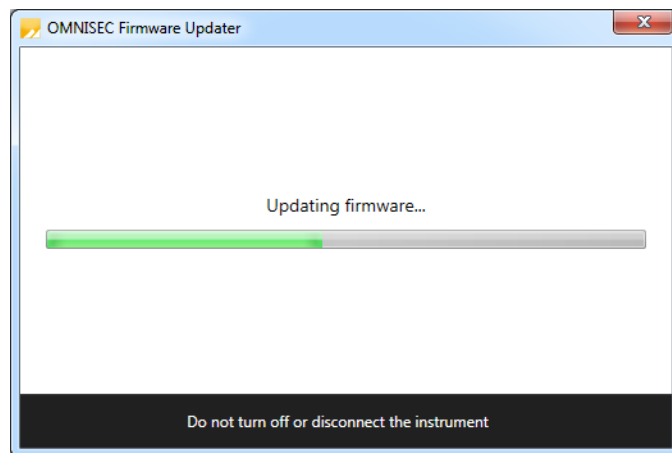 OMNISEC Firmware Updater
Updating firmware...
Do not turn off or disconnect the instrument